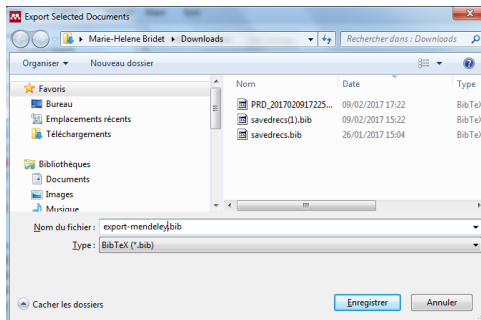 Export Selected Documents
Marie-Helene Bridet ▸ Downloads
Rechercher dans : Downloads
Organiser
Nouveau dossier
Favoris
Bureau
Emplacements récents
Téléchargements
Bibliothèques
Documents
Images
Musique
Nom Date Type
PRD_2017020917225... 09/02/2017 17:22 BibTe
savedrecs(1).bib 09/02/2017 15:22 BibTe
savedrecs.bib 26/01/2017 15:04 BibTe
Nom du fichier : export-mendeley.bib
Type : BibTeX (*.bib)
Cacher les dossiers
Enregistrer
Annuler